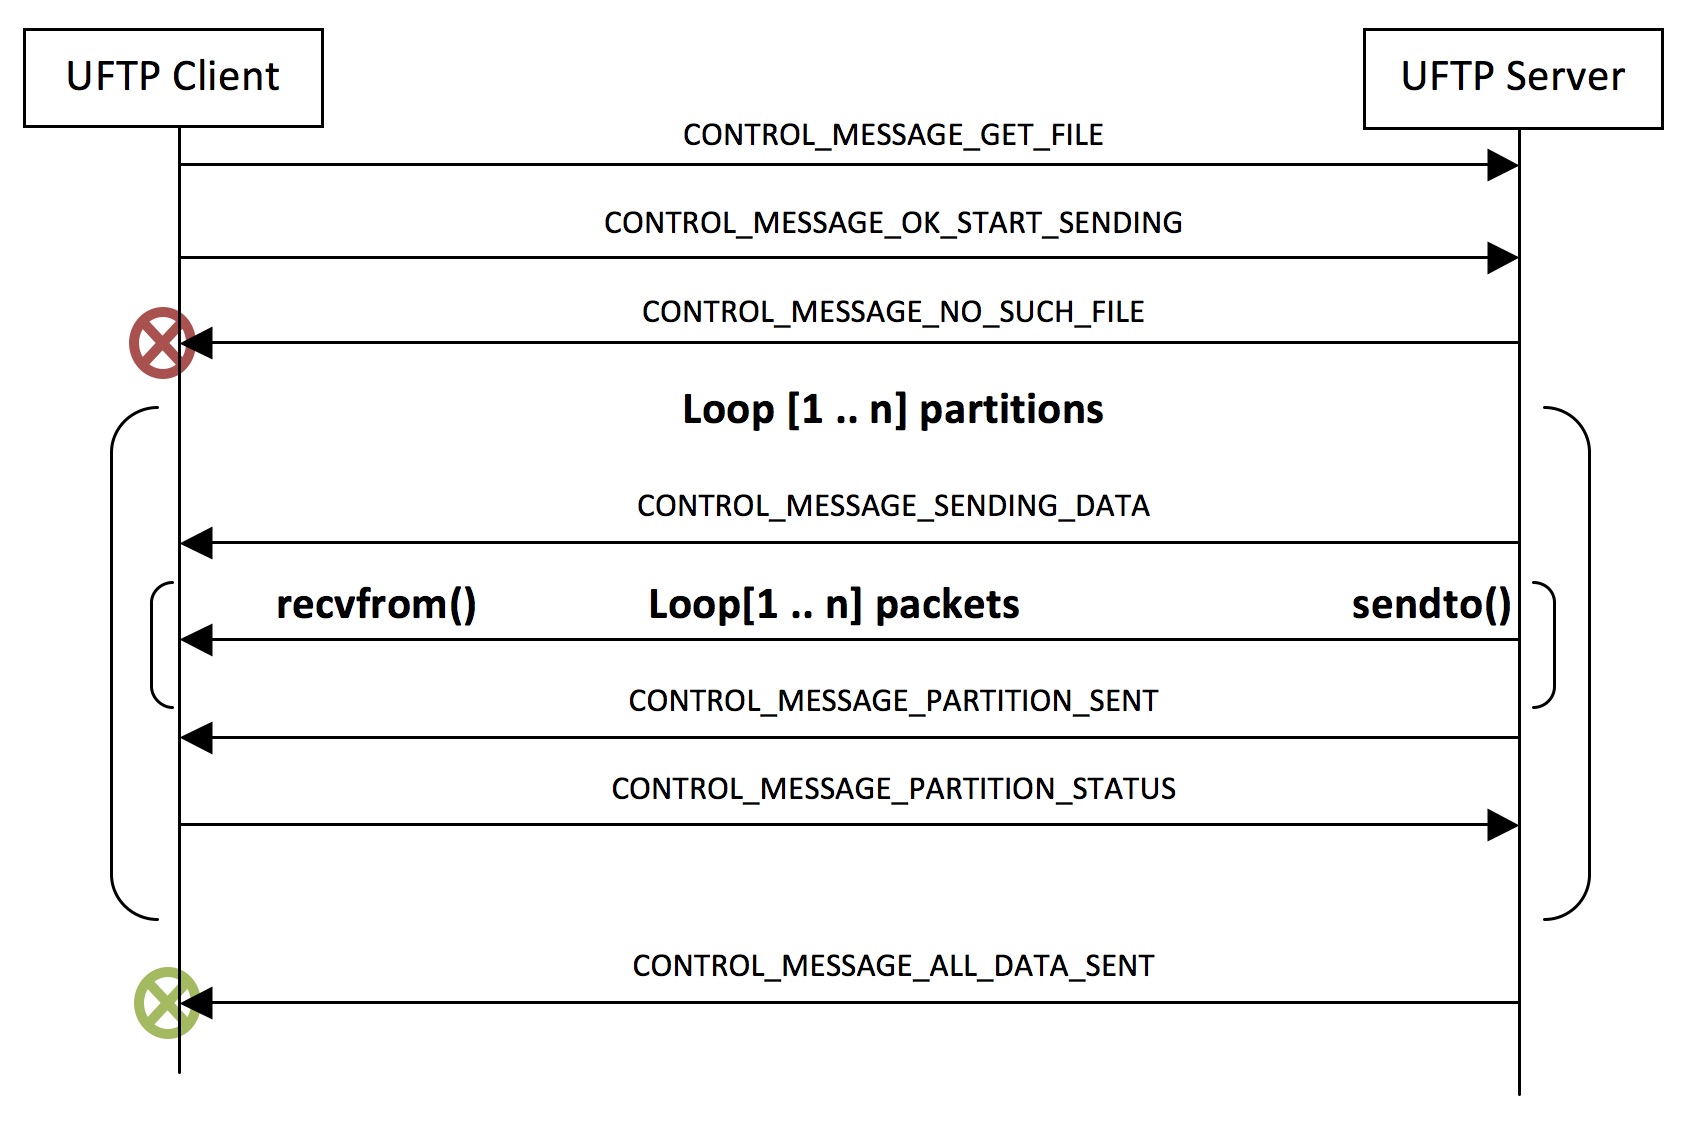 UFTP Client
UFTP Server
CONTROL_MESSAGE_GET_FILE
CONTROL_MESSAGE_OK_START_SENDING
CONTROL_MESSAGE_NO_SUCH_FILE
Loop [1 .. n] partitions
CONTROL_MESSAGE_SENDING_DATA
recvfrom() Loop[1 .. n] packets sendto()
CONTROL_MESSAGE_PARTITION_SENT
CONTROL_MESSAGE_PARTITION_STATUS
CONTROL_MESSAGE_ALL_DATA_SENT